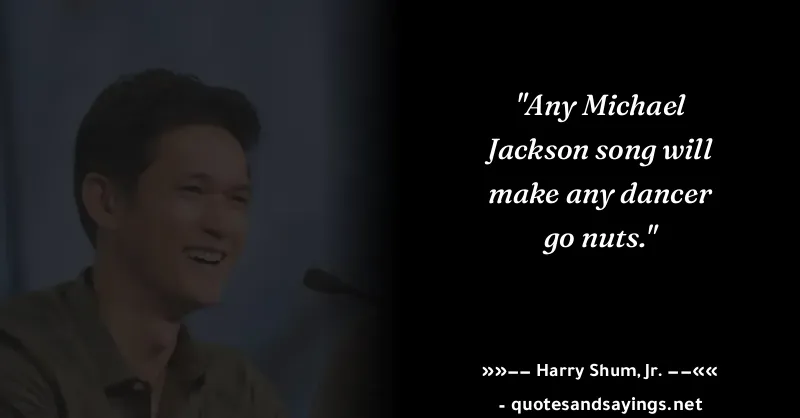 "Any Michael
Jackson song will
make any dancer
go nuts."
»»–– Harry Shum, Jr. ––««
- quotesandsayings.net